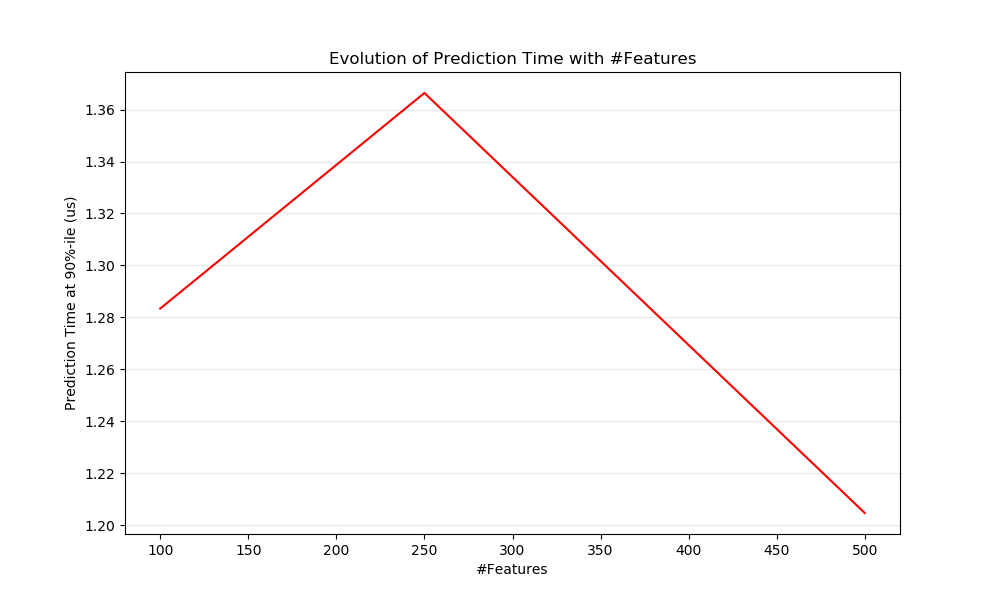 Evolution of Prediction Time with #Features
Prediction Time at 90%-ile (us)
1.36
1.34
1.32
1.30
1.28
1.26
1.24
1.22
1.20
100 150 200 250 300 350 400 450 500
#Features